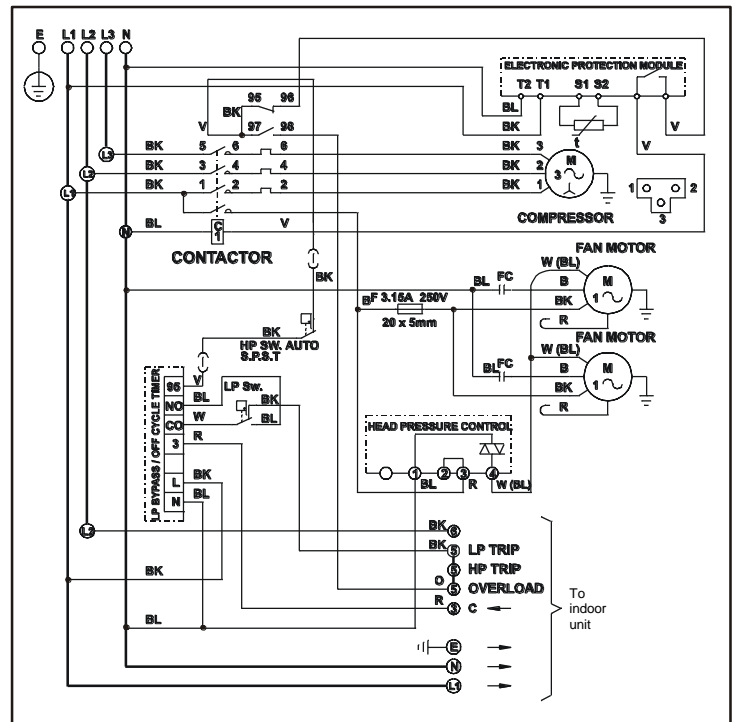 E L1 L2 L3 N
ELECTRONIC PROTECTION MODULE
T2 T1 S1 S2
BL
BK 95 96
V 97 98
BK
t
V V
L3 BK 5 6 6 BK 3
L2 BK 3 4 4 BK 2
L1 BK 1 2 2 BK 1
M
3
COMPRESSOR
1 2
3
N BL C1 V
CONTACTOR
BK
FAN MOTOR
W (BL)
BL FC B
BF 3.15A 250V BK
20 x 5mm
M
1
R
BK
HP SW. AUTO
S.P.S.T
FAN MOTOR
W (BL)
BL FC B
BK
M
1
R
LP BYPASS / OFF CYCLE TIMER
95 V
NO BL
CO W
3 R
L BK
N BL
LP Sw.
BK
BL
HEAD PRESSURE CONTROL
1 2 3 4
BL R W (BL)
L2 BK 6
BK 5 LP TRIP
5 HP TRIP
BK
O 5 OVERLOAD
R 3 C
BL
To
indoor
unit
E
N
L1